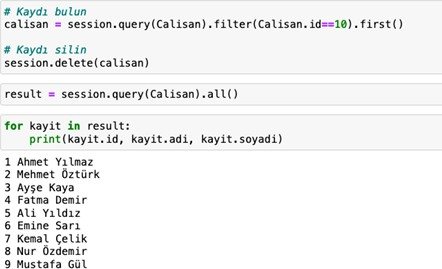 # Kaydı bulun
calisan = session.query(Calisan).filter(Calisan.id==10).first()
# Kaydı silin
session.delete(calisan)
result = session.query(Calisan).all()
for kayit in result:
    print(kayit.id, kayit.adi, kayit.soyadi)
1 Ahmet Yılmaz
2 Mehmet Öztürk
3 Ayşe Kaya
4 Fatma Demir
5 Ali Yıldız
6 Emine Sarı
7 Kemal Çelik
8 Nur Özdemir
9 Mustafa Gül